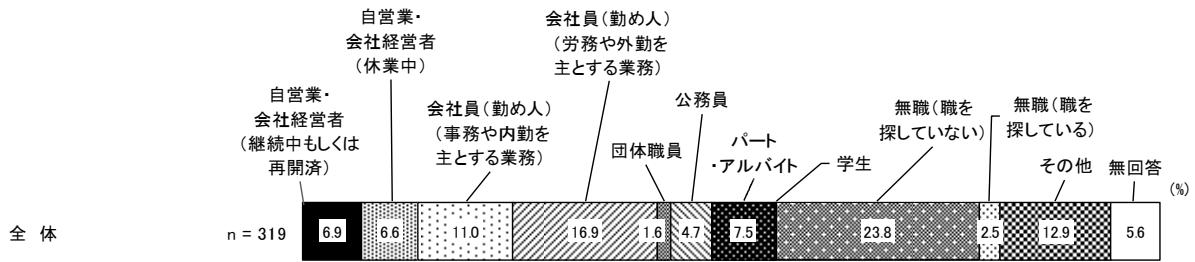 自営業・
会社経営者
(継続中もしくは
再開済)
自営業・
会社経営者
(休業中)
会社員(勤め人)
(事務や内勤を
主とする業務)
会社員(勤め人)
(労務や外勤を
主とする業務)
団体職員
公務員
パート
・アルバイト
学生
無職(職を
探していない)
無職(職を
探している)
その他
無回答
(%)
全 体
n = 319
6.9
6.6
11.0
16.9
1.6
4.7
7.5
23.8
2.5
12.9
5.6